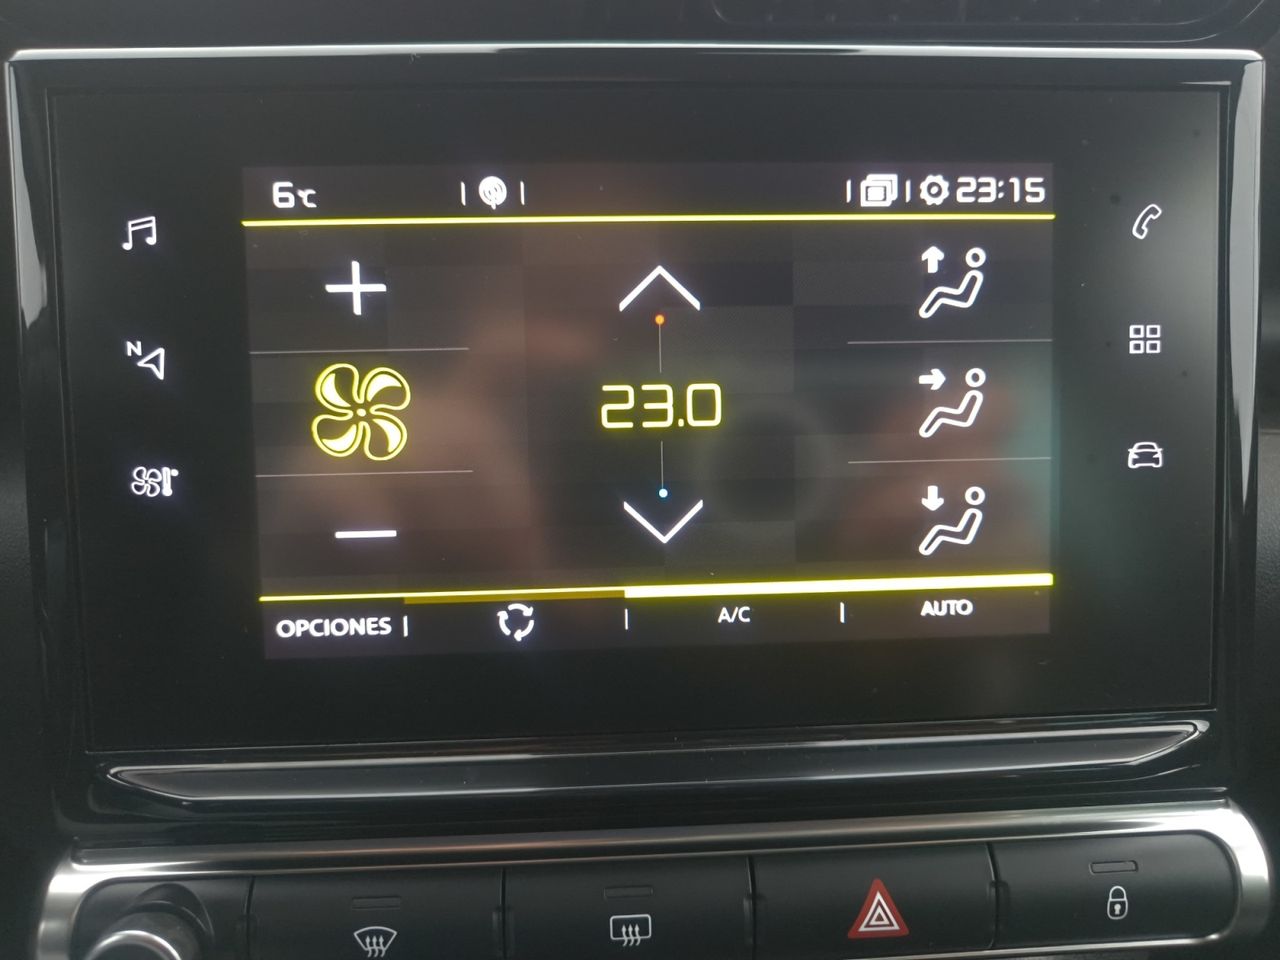 6°C
23:15
N
23.0
OPCIONES
A/C
AUTO